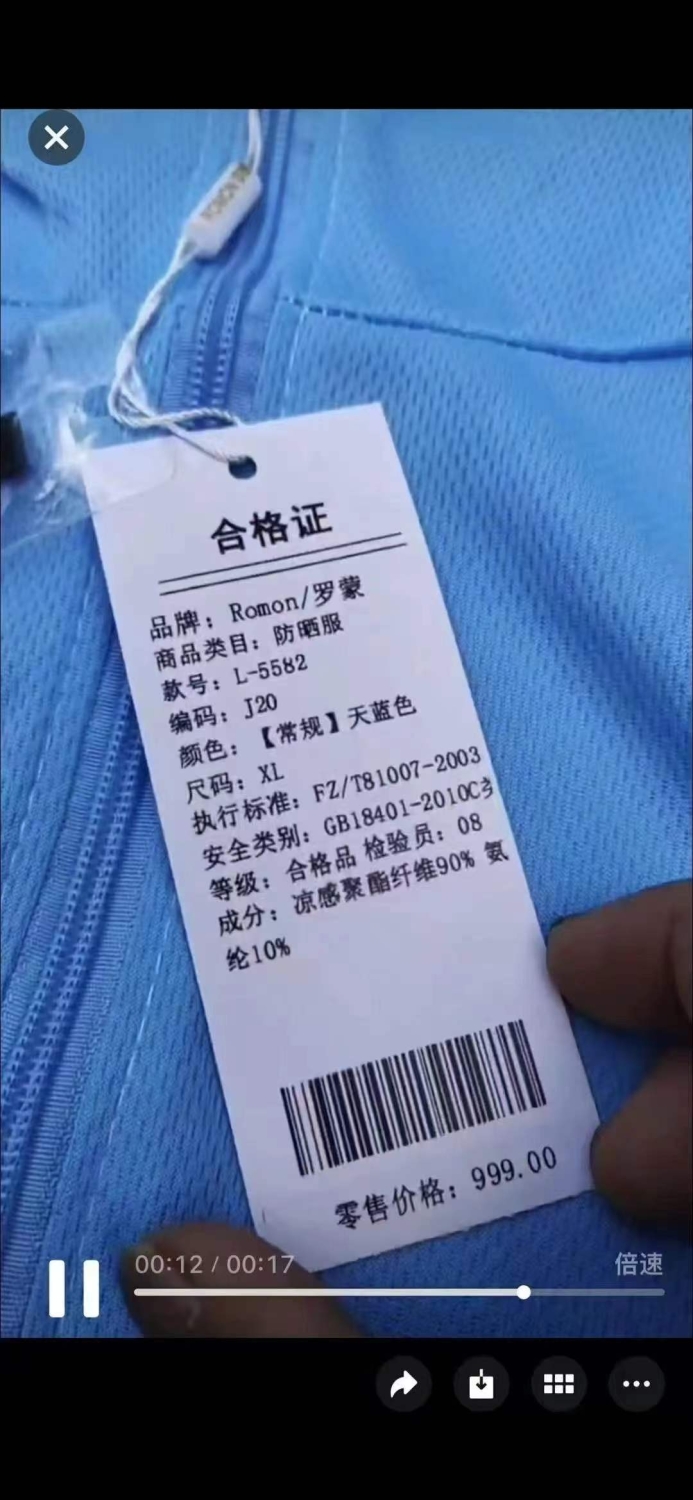 ROMON
合格证
品牌：Romon/罗蒙
商品类目：防晒服
款号：L-5582
编码：J20
颜色：【常规】天蓝色
尺码：XL
执行标准：FZ/T81007-2003
安全类别：GB18401-2010C
等级：合格品 检验员：08
成分：凉感聚酯纤维90% 氨
纶10%
零售价格：999.00
00:12 / 00:17
倍速